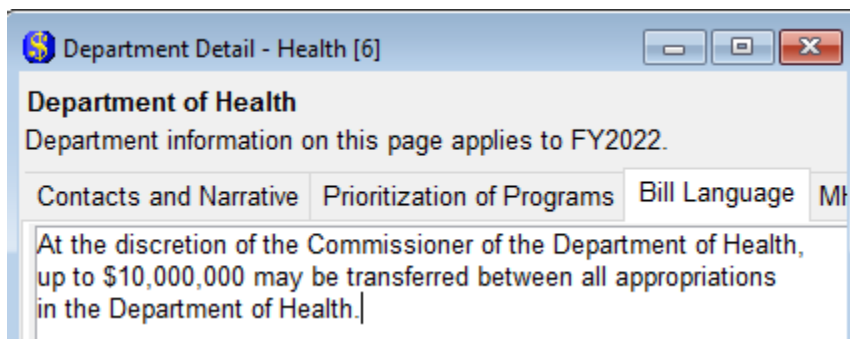 Department Detail - Health [6]
Department of Health
Department information on this page applies to FY2022.
Contacts and Narrative Prioritization of Programs Bill Language
At the discretion of the Commissioner of the Department of Health,
up to $10,000,000 may be transferred between all appropriations
in the Department of Health.